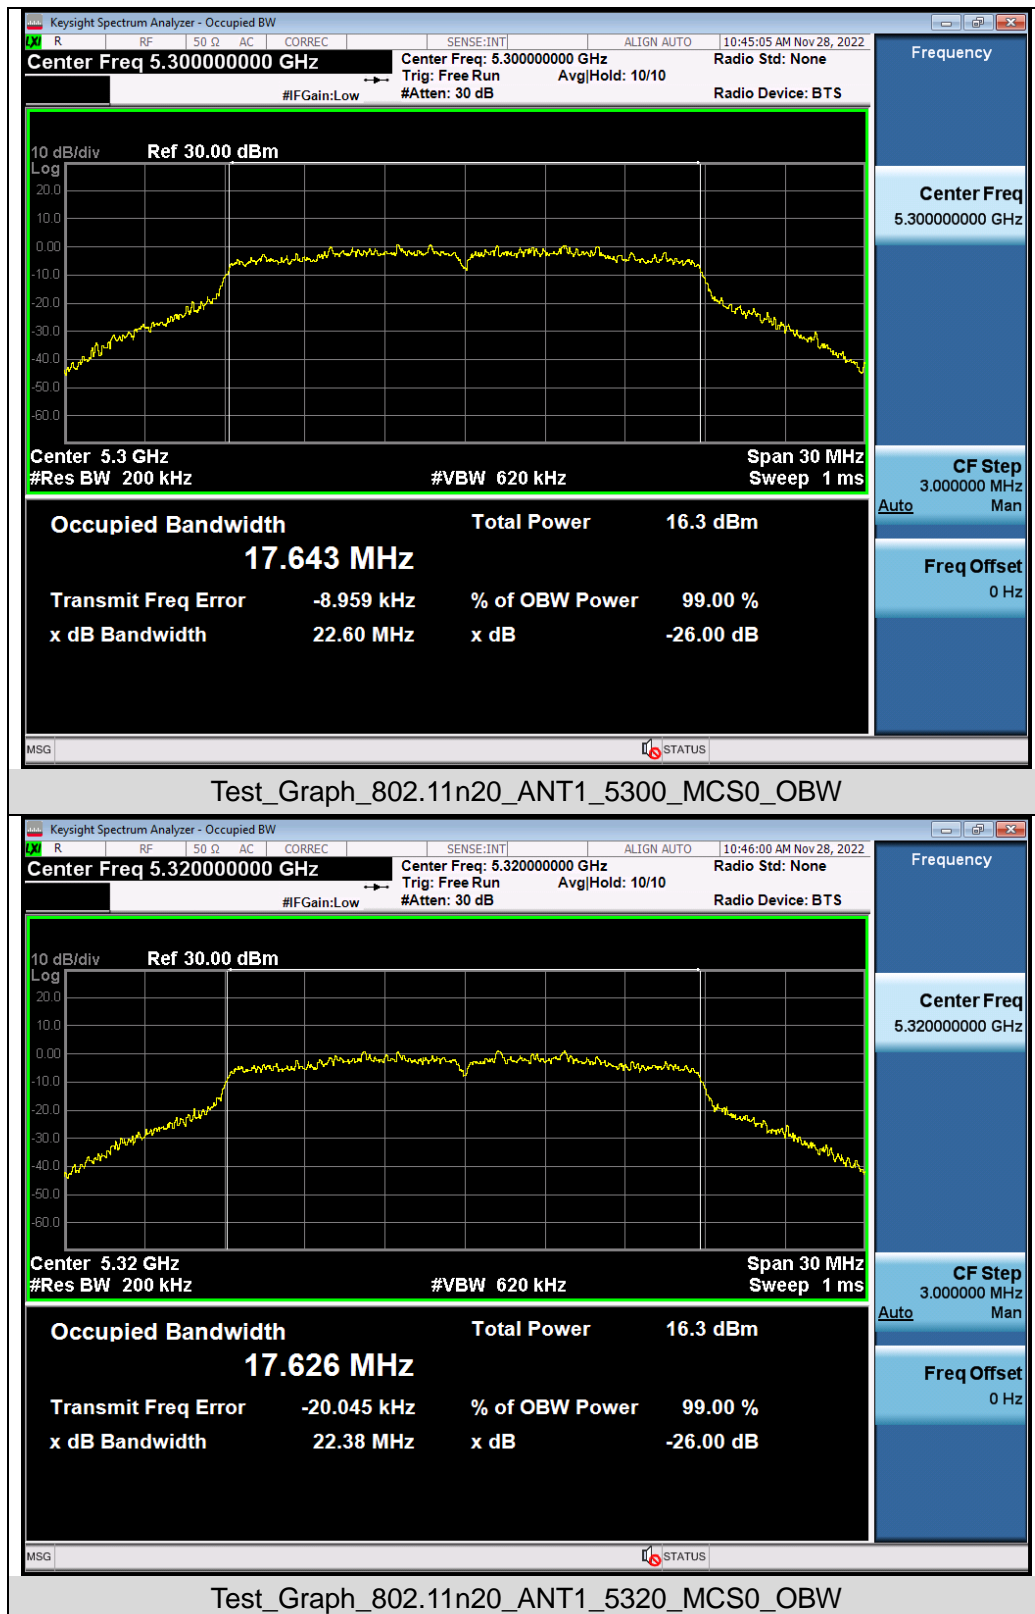 Keysight Spectrum Analyzer - Occupied BW
LXI R RF 50 Ω AC CORREC SENSE:INT ALIGN AUTO 10:45:05 AM Nov 28, 2022
Center Freq 5.300000000 GHz
Center Freq: 5.300000000 GHz
Radio Std: None
Trig: Free Run Avg|Hold: 10/10
#IFGain:Low
#Atten: 30 dB
Radio Device: BTS
Frequency
10 dB/div Ref 30.00 dBm
Log
20.0
10.0
0.00
-10.0
-20.0
-30.0
-40.0
-50.0
-60.0
Center Freq
5.300000000 GHz
Center 5.3 GHz Span 30 MHz
#Res BW 200 kHz #VBW 620 kHz Sweep 1 ms
CF Step
3.000000 MHz
Auto Man
Freq Offset
0 Hz
Occupied Bandwidth Total Power 16.3 dBm
17.643 MHz
Transmit Freq Error -8.959 kHz % of OBW Power 99.00 %
x dB Bandwidth 22.60 MHz x dB -26.00 dB
MSG STATUS
Test_Graph_802.11n20_ANT1_5300_MCS0_OBW
Keysight Spectrum Analyzer - Occupied BW
LXI R RF 50 Ω AC CORREC SENSE:INT ALIGN AUTO 10:46:00 AM Nov 28, 2022
Center Freq 5.320000000 GHz
Center Freq: 5.320000000 GHz
Radio Std: None
Trig: Free Run Avg|Hold: 10/10
#IFGain:Low
#Atten: 30 dB
Radio Device: BTS
Frequency
10 dB/div Ref 30.00 dBm
Log
20.0
10.0
0.00
-10.0
-20.0
-30.0
-40.0
-50.0
-60.0
Center Freq
5.320000000 GHz
Center 5.32 GHz Span 30 MHz
#Res BW 200 kHz #VBW 620 kHz Sweep 1 ms
CF Step
3.000000 MHz
Auto Man
Freq Offset
0 Hz
Occupied Bandwidth Total Power 16.3 dBm
17.626 MHz
Transmit Freq Error -20.045 kHz % of OBW Power 99.00 %
x dB Bandwidth 22.38 MHz x dB -26.00 dB
MSG STATUS
Test_Graph_802.11n20_ANT1_5320_MCS0_OBW